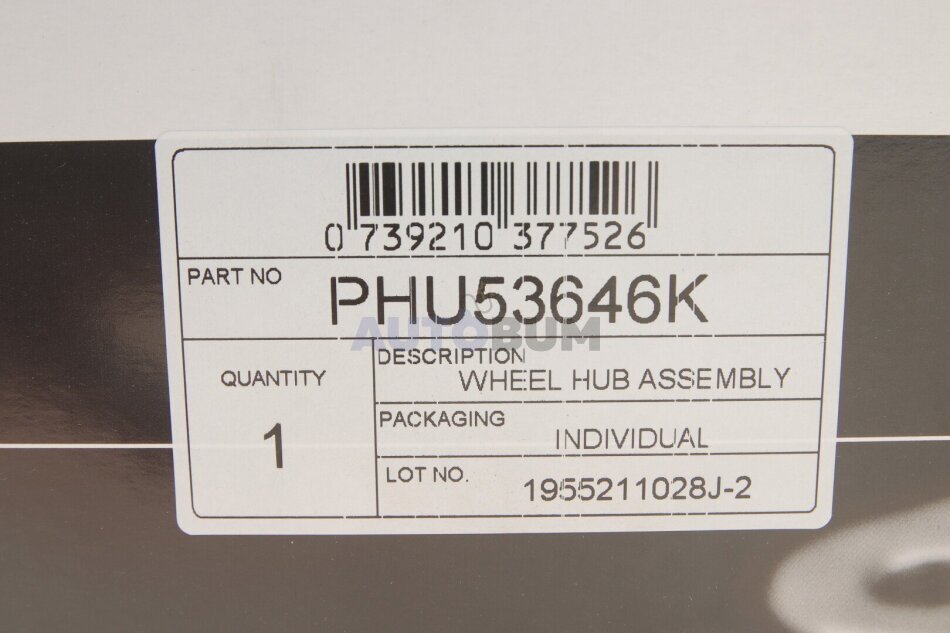 0 739210 377526
PART NO
PHU53646K
AUTOBUM
QUANTITY
1
DESCRIPTION
WHEEL HUB ASSEMBLY
PACKAGING
INDIVIDUAL
LOT NO.
1955211028J-2